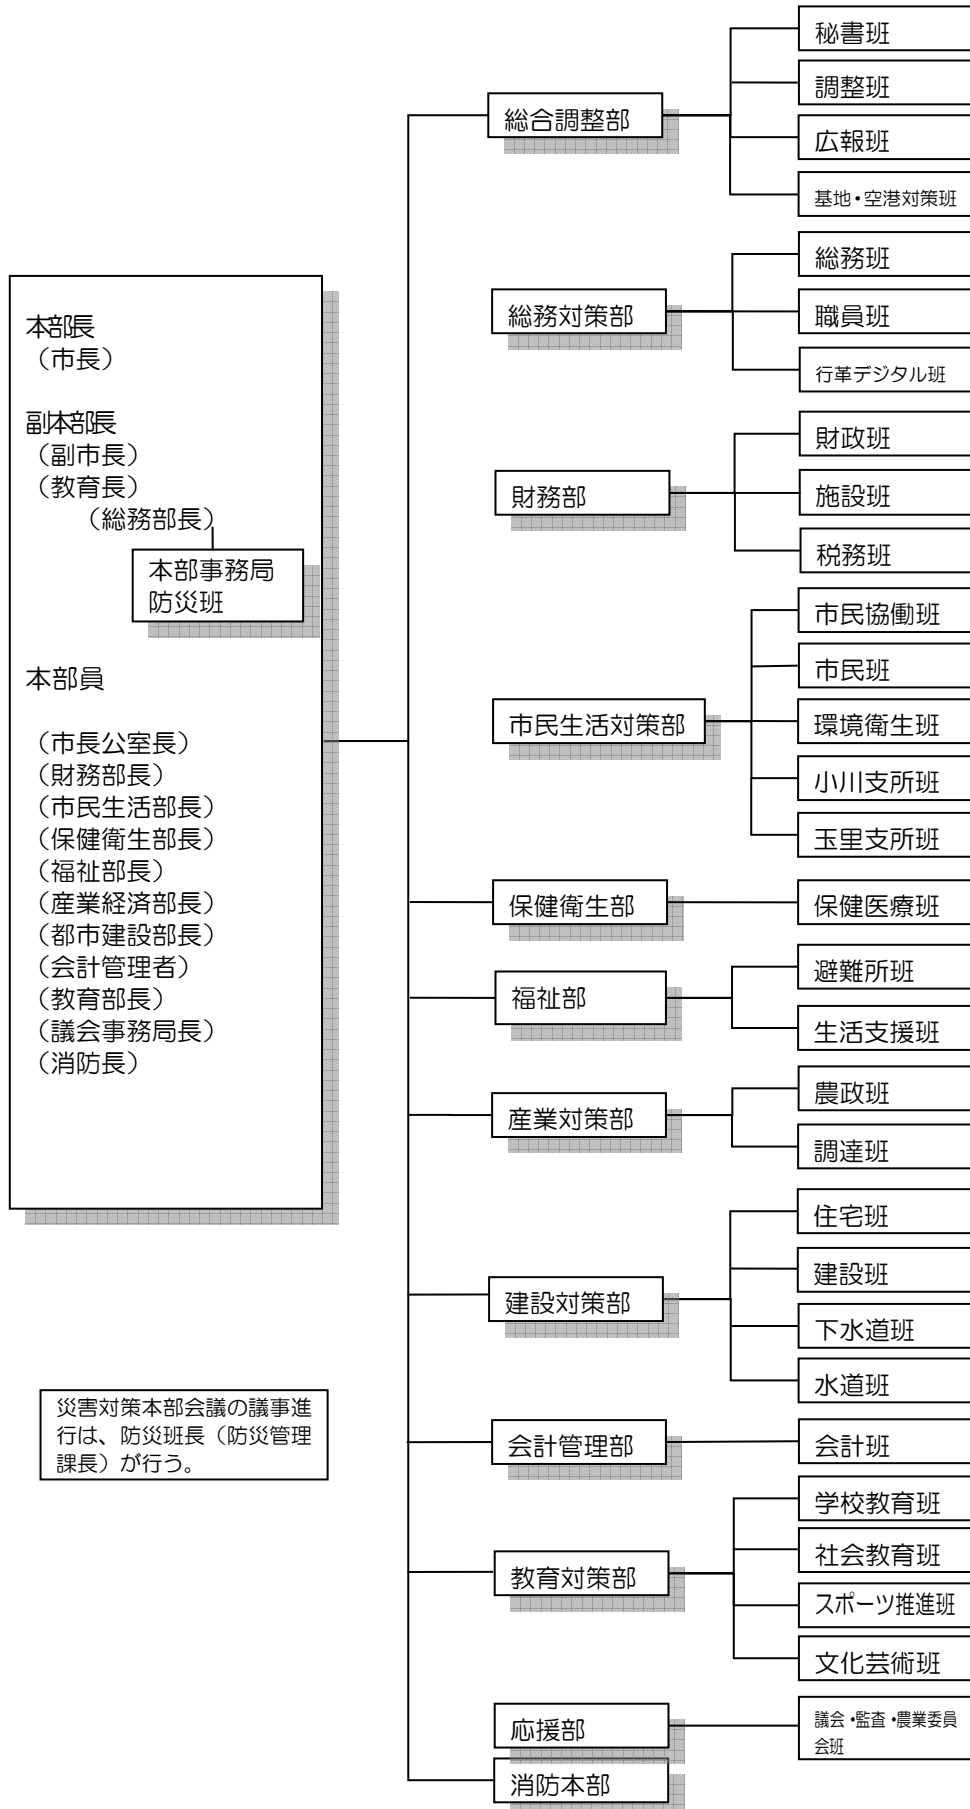 本部長
（市長）
副本部長
（副市長）
（教育長）
（総務部長）
本部事務局
防災班
本部員
（市長公室長）
（財務部長）
（市民生活部長）
（保健衛生部長）
（福祉部長）
（産業経済部長）
（都市建設部長）
（会計管理者）
（教育部長）
（議会事務局長）
（消防長）
災害対策本部会議の議事進
行は、防災班長（防災管理
課長）が行う。
総合調整部
秘書班
調整班
広報班
基地・空港対策班
総務対策部
総務班
職員班
行革デジタル班
財務部
財政班
施設班
税務班
市民生活対策部
市民協働班
市民班
環境衛生班
小川支所班
玉里支所班
保健衛生部
保健医療班
福祉部
避難所班
生活支援班
産業対策部
農政班
調達班
建設対策部
住宅班
建設班
下水道班
水道班
会計管理部
会計班
教育対策部
学校教育班
社会教育班
スポーツ推進班
文化芸術班
応援部
議会・監査・農業委員
会班
消防本部